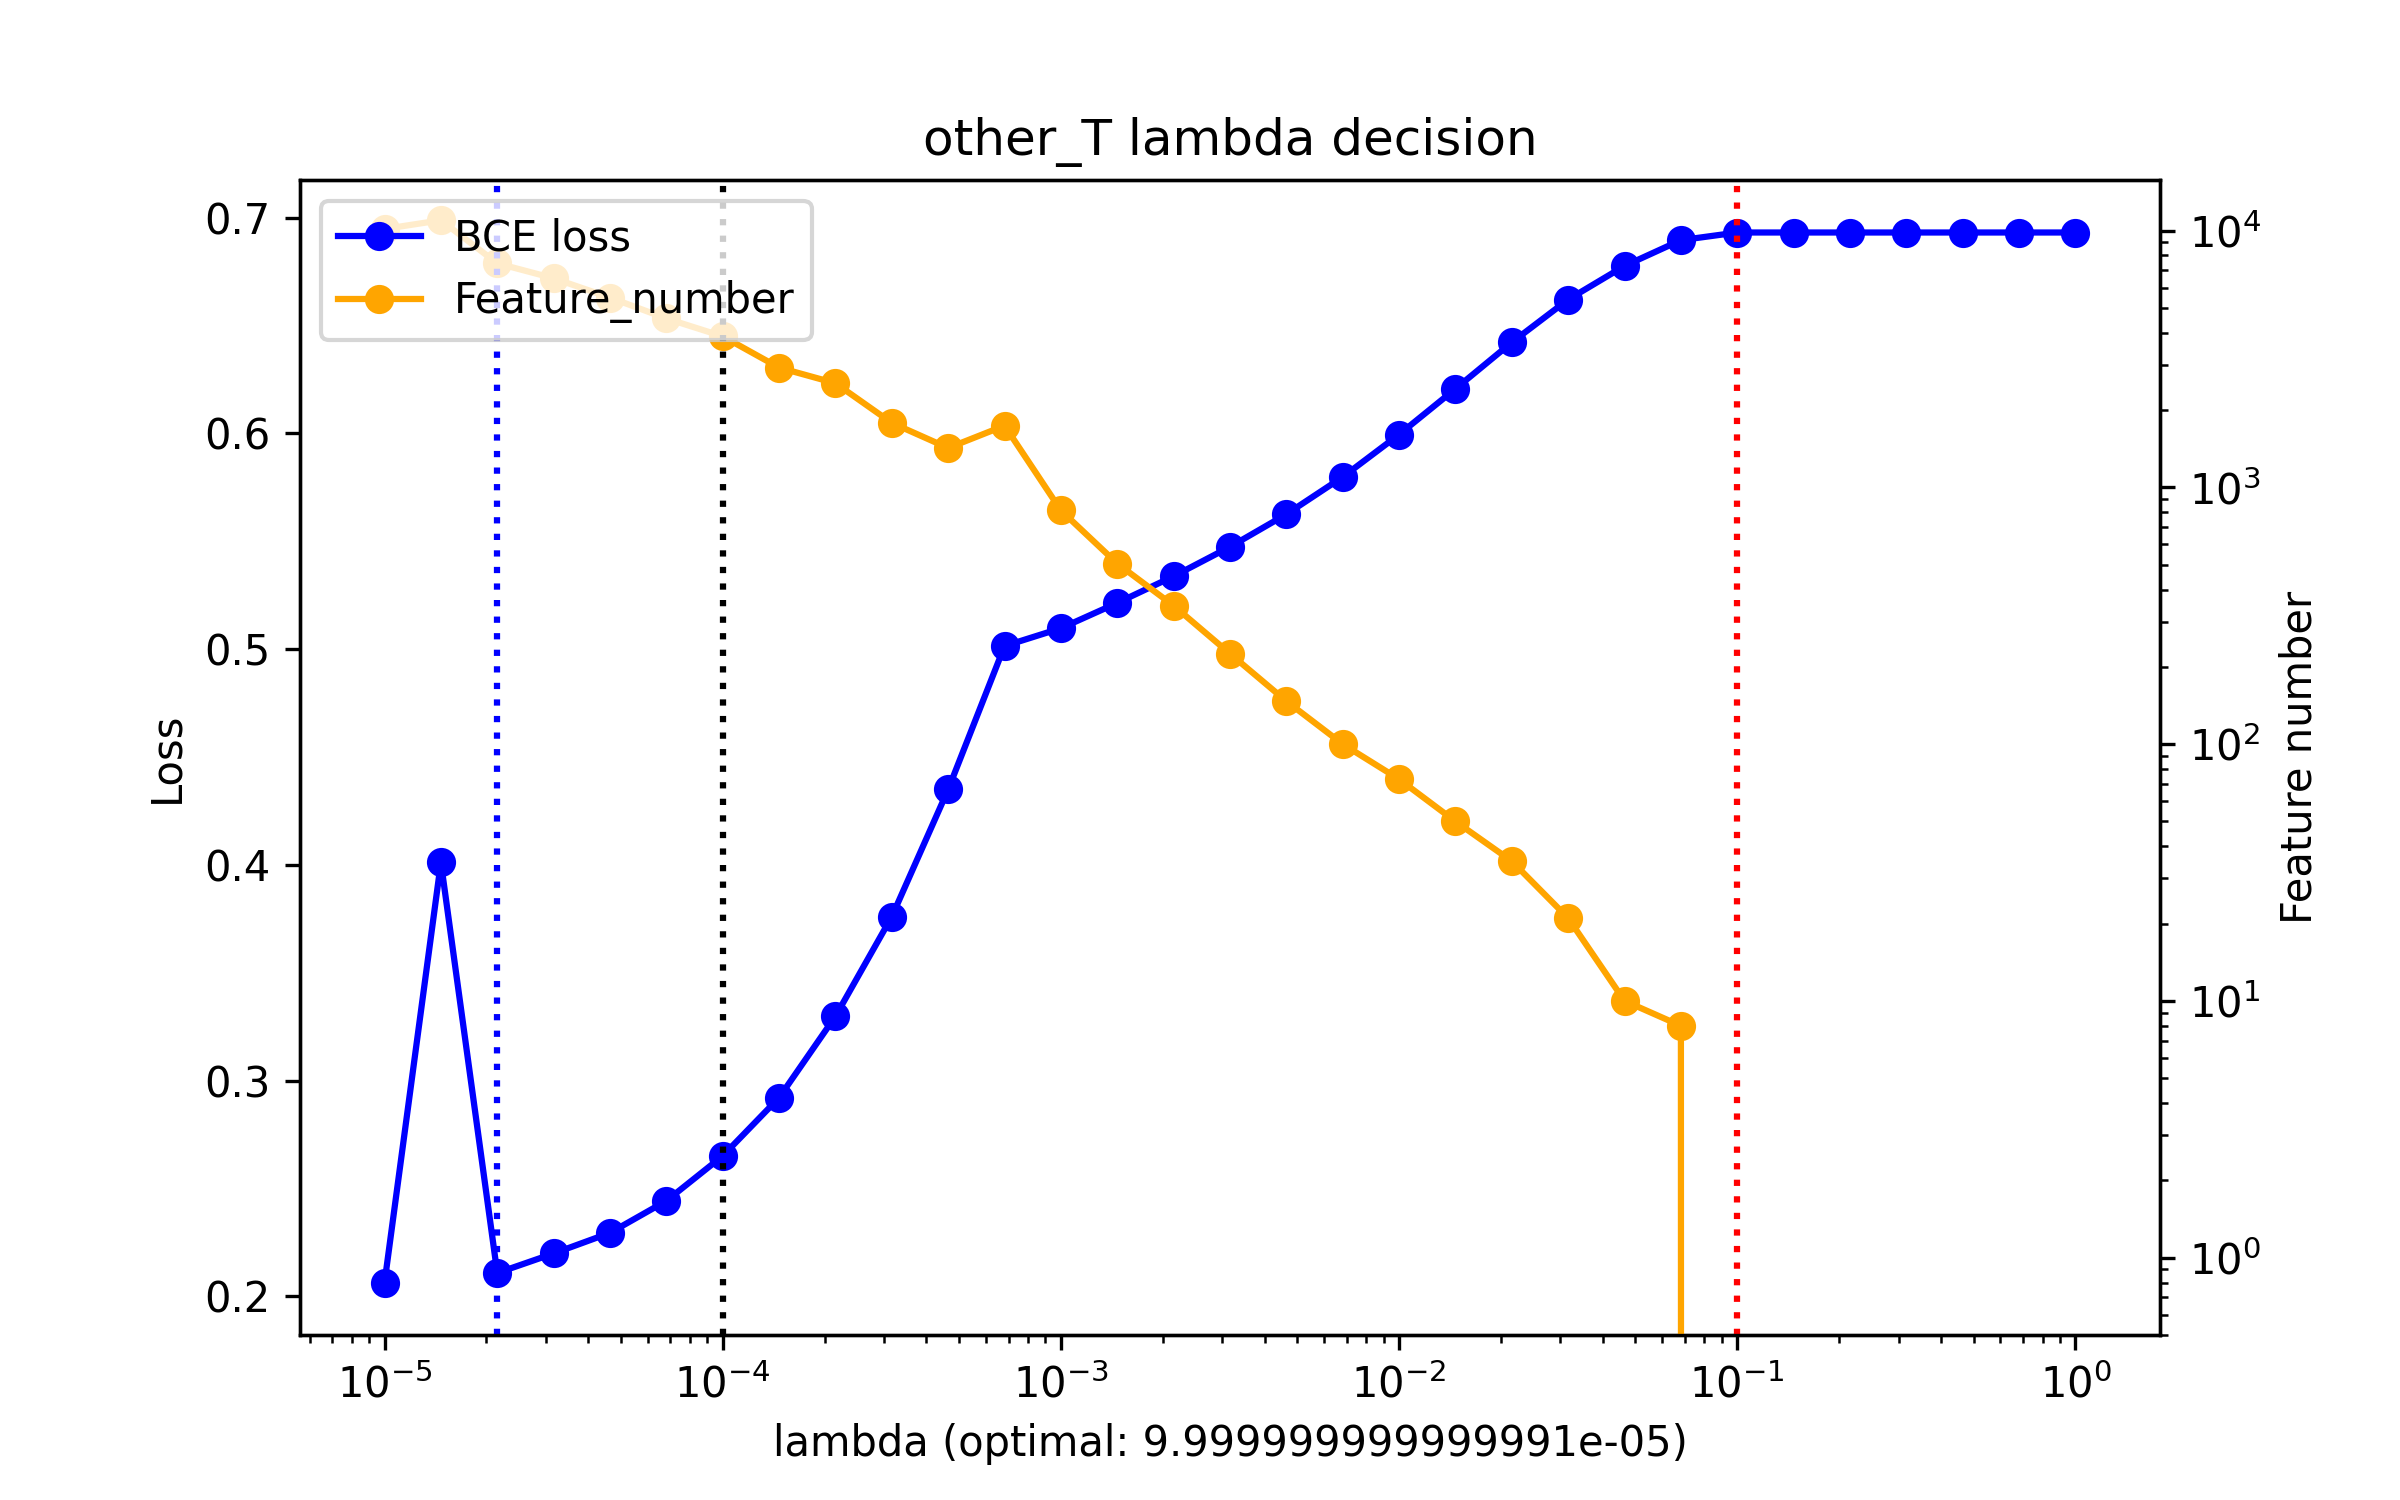 other_T lambda decision
BCE loss
Feature_number
0.7
0.6
0.5
0.4
0.3
0.2
Loss
10⁴
10³
10²
10¹
10⁰
Feature number
10⁻⁵ 10⁻⁴ 10⁻³ 10⁻² 10⁻¹ 10⁰
lambda (optimal: 9.999999999999991e-05)